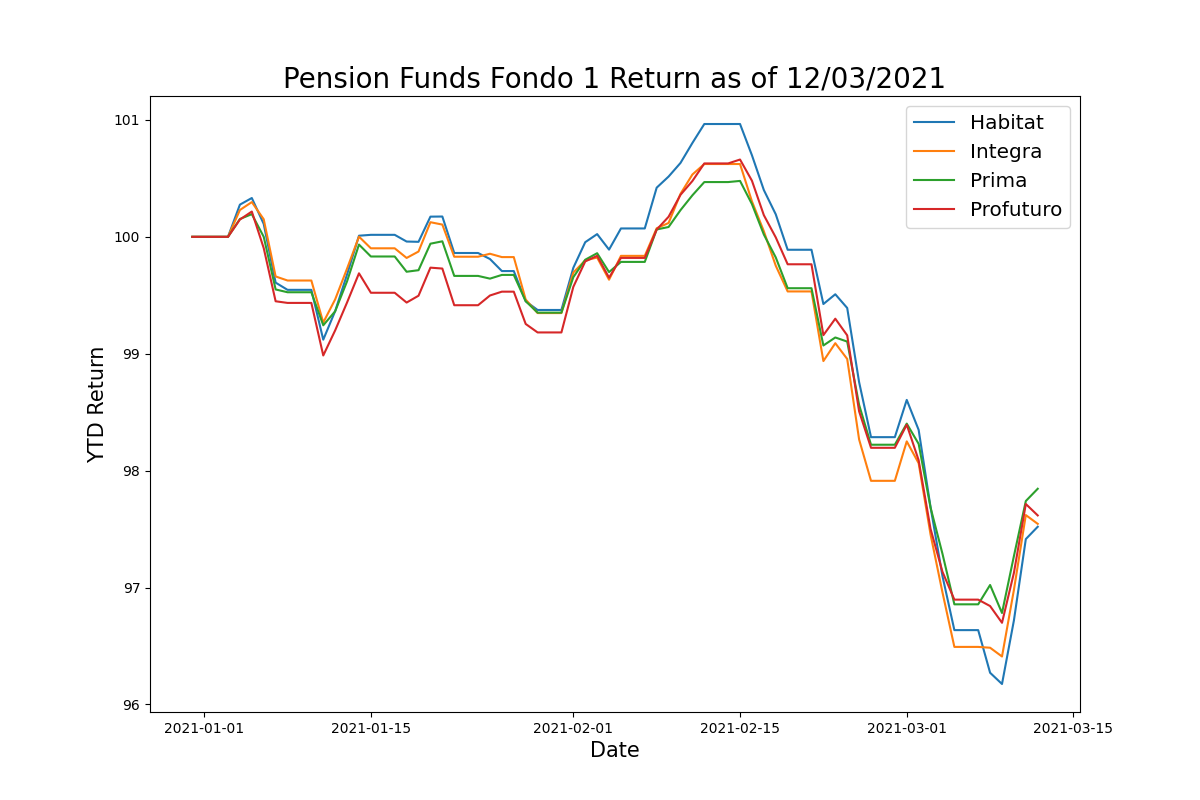 Pension Funds Fondo 1 Return as of 12/03/2021
Habitat
Integra
Prima
Profuturo
YTD Return
101
100
99
98
97
96
2021-01-01
2021-01-15
2021-02-01
2021-02-15
2021-03-01
2021-03-15
Date